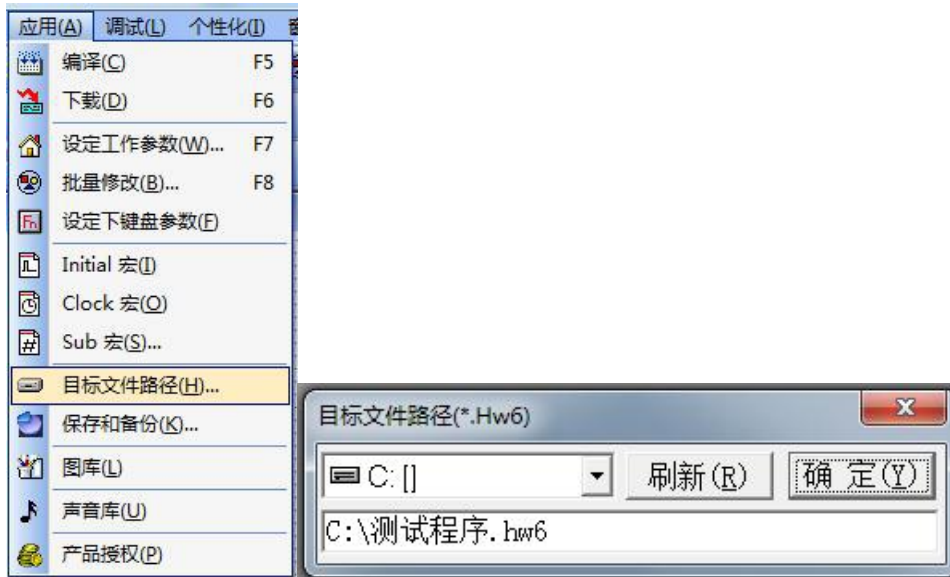 应用(A) 调试(L) 个性化(I)
编译(C) F5
下载(D) F6
设定工作参数(W)... F7
批量修改(B)... F8
设定下键盘参数(F)
Initial 宏(I)
Clock 宏(O)
Sub 宏(S)...
目标文件路径(H)...
保存和备份(K)...
图库(L)
声音库(U)
产品授权(P)
目标文件路径(*.Hw6)
C: []
刷新(R)
确 定(Y)
C:\测试程序.hw6